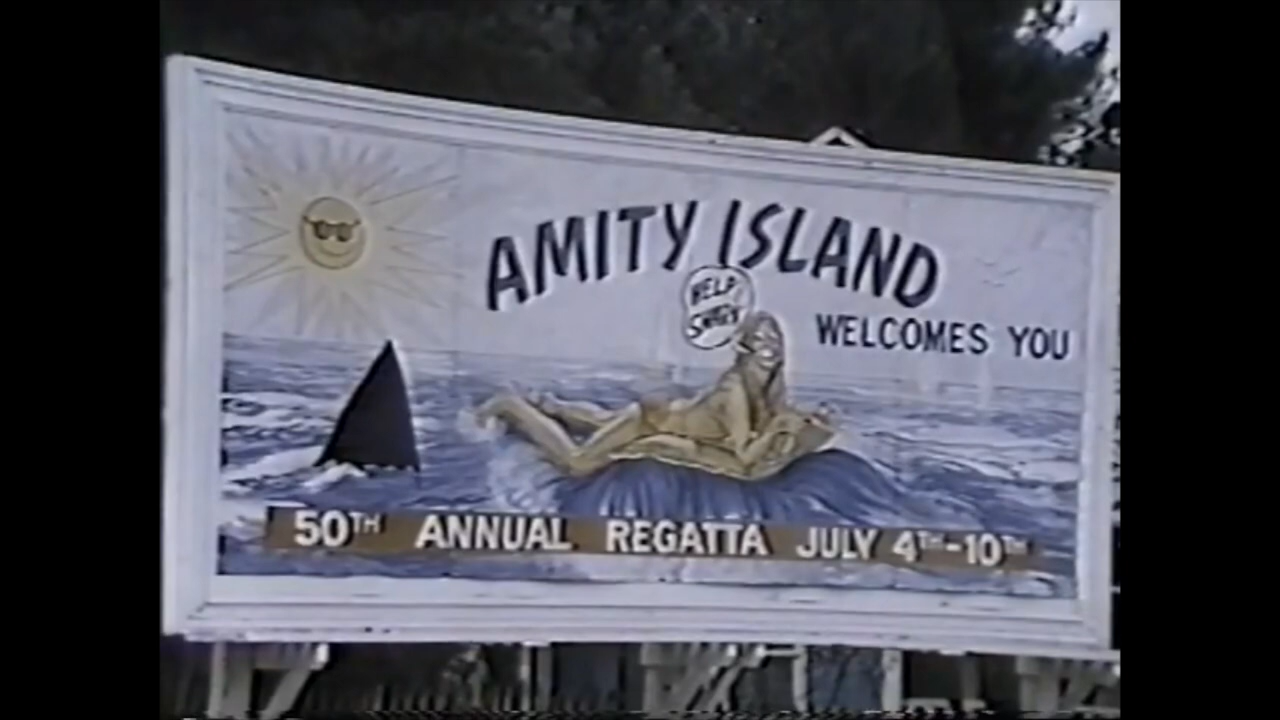 AMITY ISLAND
HELP
SHARK
WELCOMES YOU
50TH ANNUAL REGATTA JULY 4TH-10TH